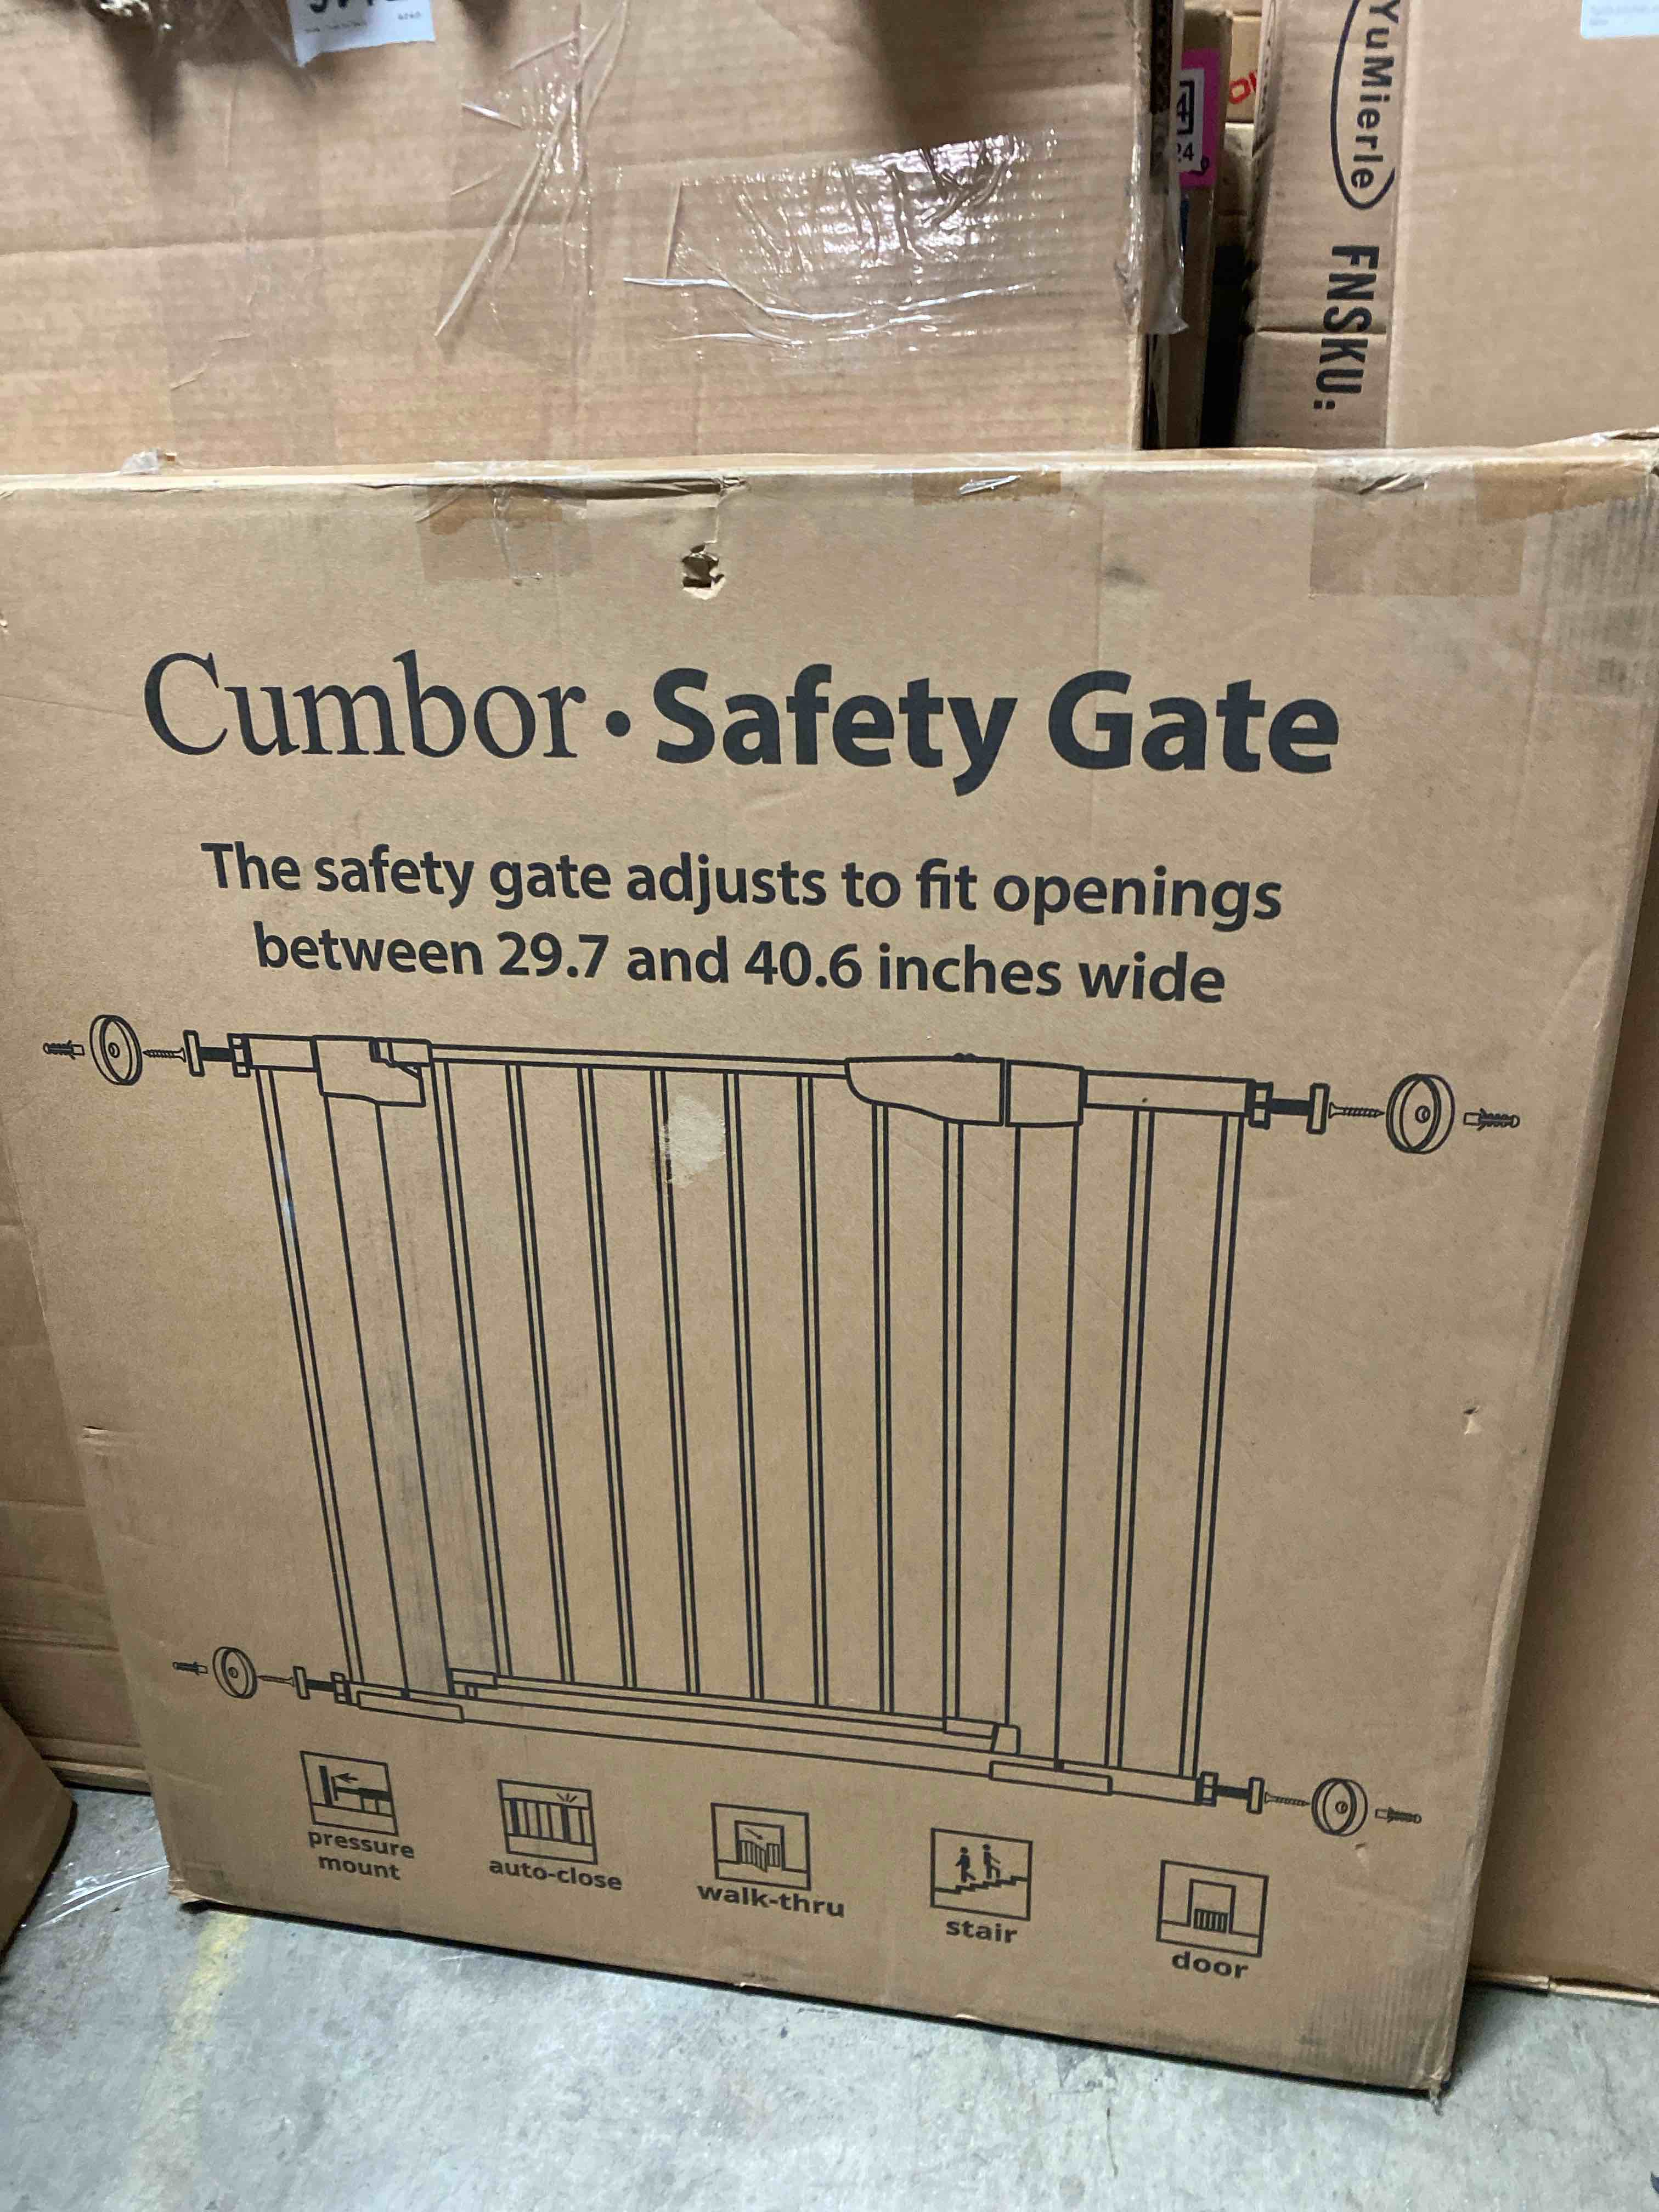 YuMierle
FNSKU:
Cumbor · Safety Gate
The safety gate adjusts to fit openings
between 29.7 and 40.6 inches wide
pressure
mount
auto-close
walk-thru
stair
door